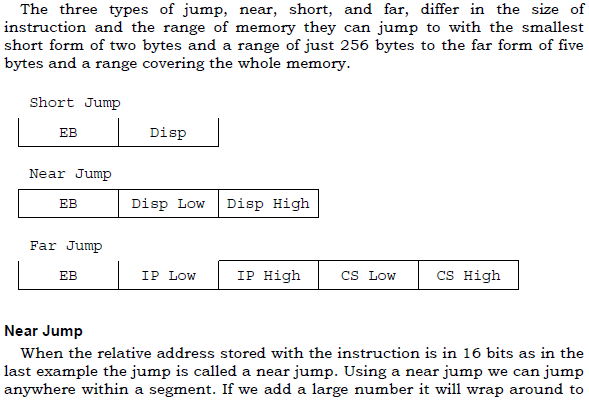 The three types of jump, near, short, and far, differ in the size of
instruction and the range of memory they can jump to with the smallest
short form of two bytes and a range of just 256 bytes to the far form of five
bytes and a range covering the whole memory.
Short Jump
EB Disp
Near Jump
EB Disp Low Disp High
Far Jump
EB IP Low IP High CS Low CS High
Near Jump
When the relative address stored with the instruction is in 16 bits as in the
last example the jump is called a near jump. Using a near jump we can jump
anywhere within a segment. If we add a large number it will wrap around to